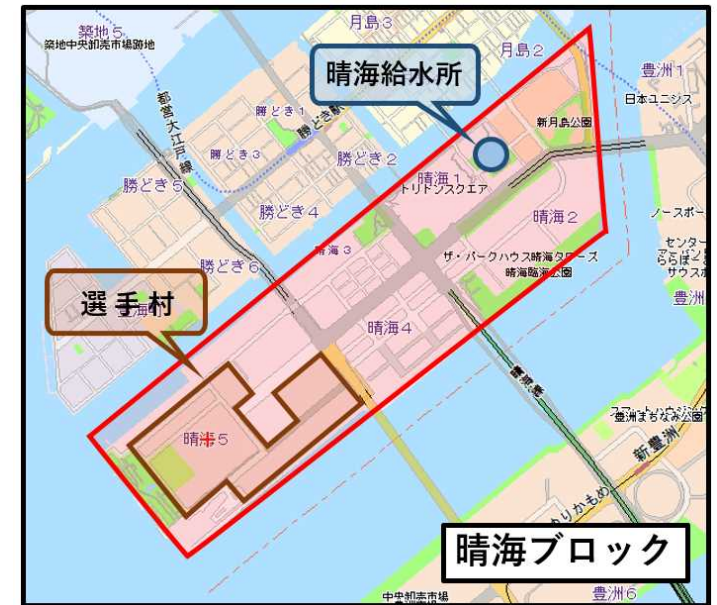 月島3
築地5
築地中央卸売市場跡地
月島2
晴海給水所
豊洲1
日本ユニシス
都営大江戸線
勝どき1
勝どき駅
新月島公園
勝どき3
勝どき2
晴海1
トリトンスクエア
勝どき5
勝どき4
晴海2
ノースポー
晴海3
ザ・パークハウス晴海タワーズ
晴海臨海公園
センター
勝どき6
豊洲
選手村
晴海4
晴海5
豊洲まちなみ公園
新豊洲
ゆりかもめ
晴海ブロック
中央卸売市場
豊洲6